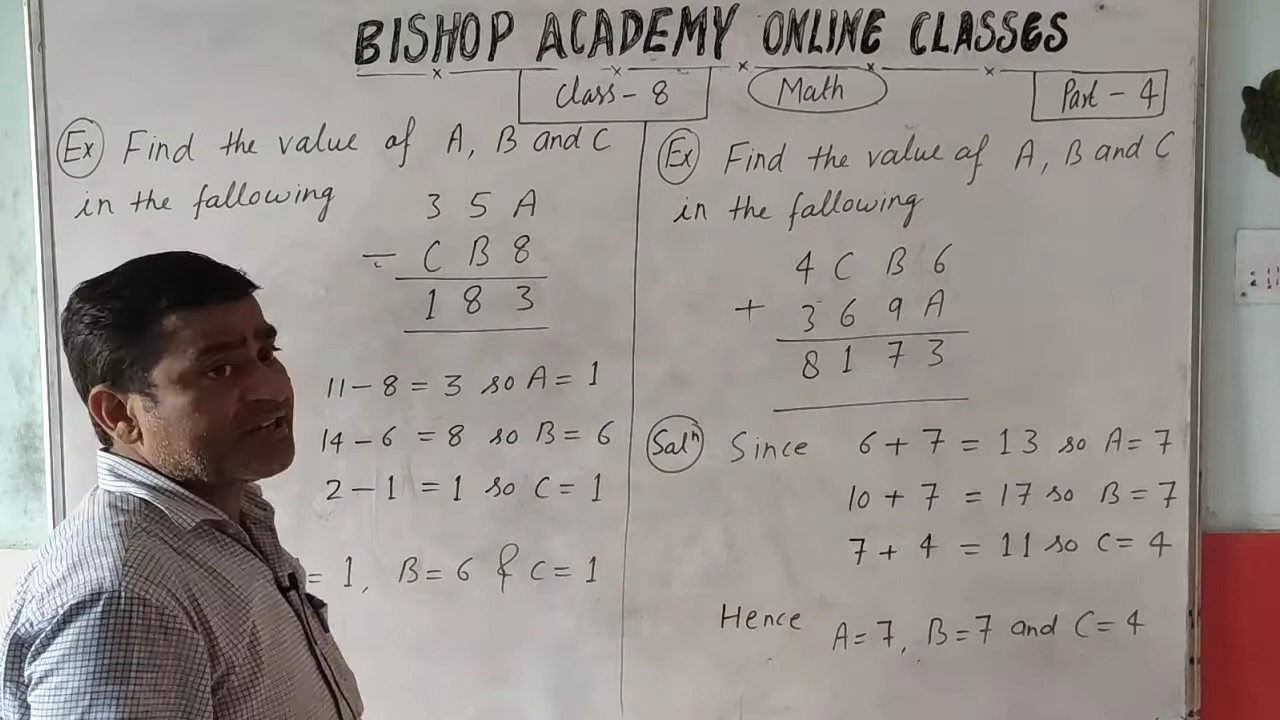 BISHOP ACADEMY ONLINE CLASSES
Class - 8
Math
Part - 4
Ex Find the value of A, B and C
in the fallowing
3 5 A
- C B 8
1 8 3
11 - 8 = 3 so A = 1
14 - 6 = 8 so B = 6
2 - 1 = 1 so C = 1
= 1, B = 6 & C = 1
Ex Find the value of A, B and C
in the fallowing
4 C B 6
+ 3 6 9 A
8 1 7 3
Salⁿ Since 6 + 7 = 13 so A = 7
10 + 7 = 17 so B = 7
7 + 4 = 11 so C = 4
Hence A = 7, B = 7 and C = 4